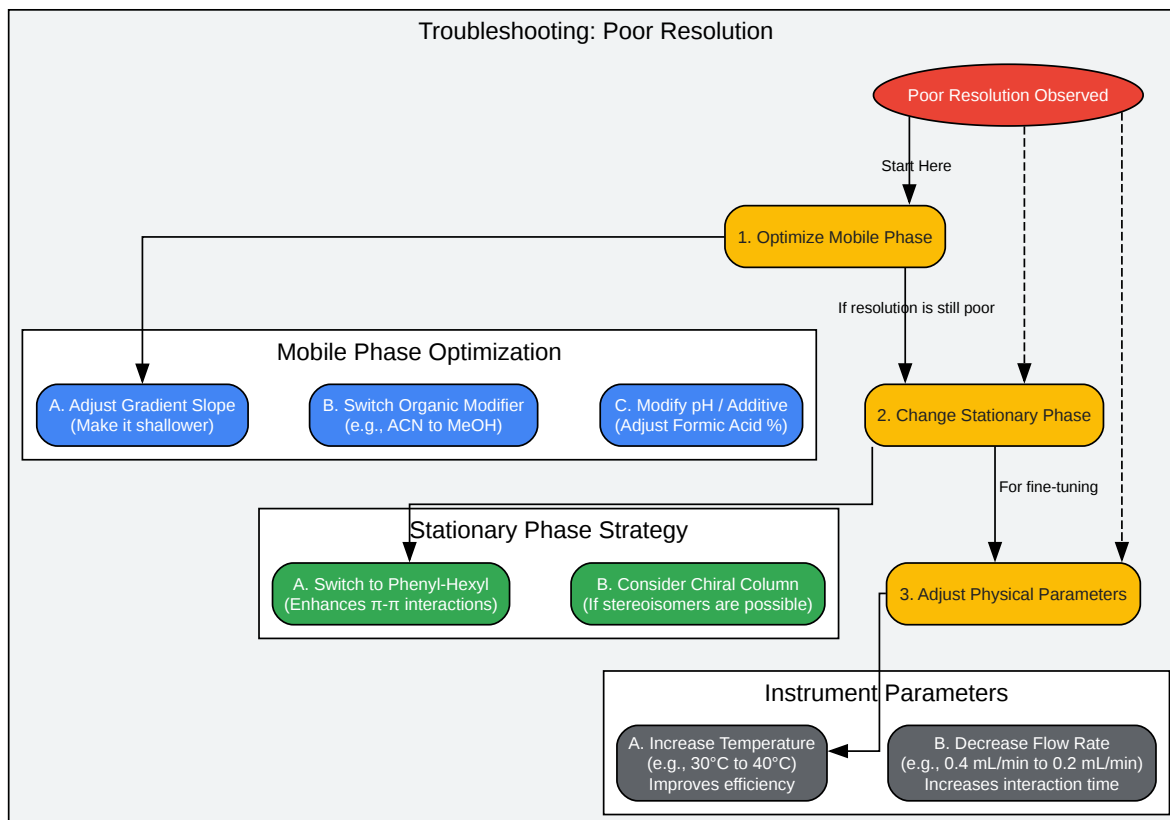 Troubleshooting: Poor Resolution
Poor Resolution Observed
Start Here
1. Optimize Mobile Phase
If resolution is still poor
Mobile Phase Optimization
A. Adjust Gradient Slope
(Make it shallower)
B. Switch Organic Modifier
(e.g., ACN to MeOH)
C. Modify pH / Additive
(Adjust Formic Acid %)
2. Change Stationary Phase
For fine-tuning
Stationary Phase Strategy
A. Switch to Phenyl-Hexyl
(Enhances π-π interactions)
B. Consider Chiral Column
(If stereoisomers are possible)
3. Adjust Physical Parameters
Instrument Parameters
A. Increase Temperature
(e.g., 30°C to 40°C)
Improves efficiency
B. Decrease Flow Rate
(e.g., 0.4 mL/min to 0.2 mL/min)
Increases interaction time